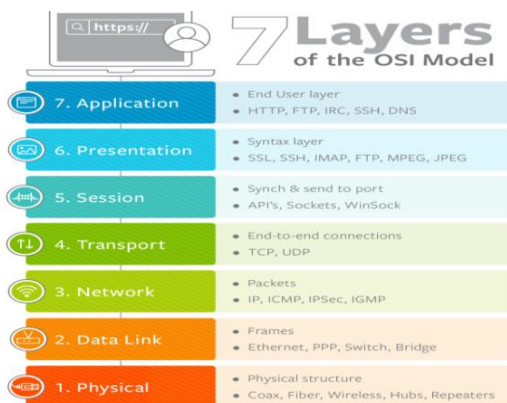 https://
7 Layers
of the OSI Model
7. Application
• End User layer
• HTTP, FTP, IRC, SSH, DNS
6. Presentation
• Syntax layer
• SSL, SSH, IMAP, FTP, MPEG, JPEG
5. Session
• Synch & send to port
• API's, Sockets, WinSock
4. Transport
• End-to-end connections
• TCP, UDP
3. Network
• Packets
• IP, ICMP, IPSec, IGMP
2. Data Link
• Frames
• Ethernet, PPP, Switch, Bridge
1. Physical
• Physical structure
• Coax, Fiber, Wireless, Hubs, Repeaters